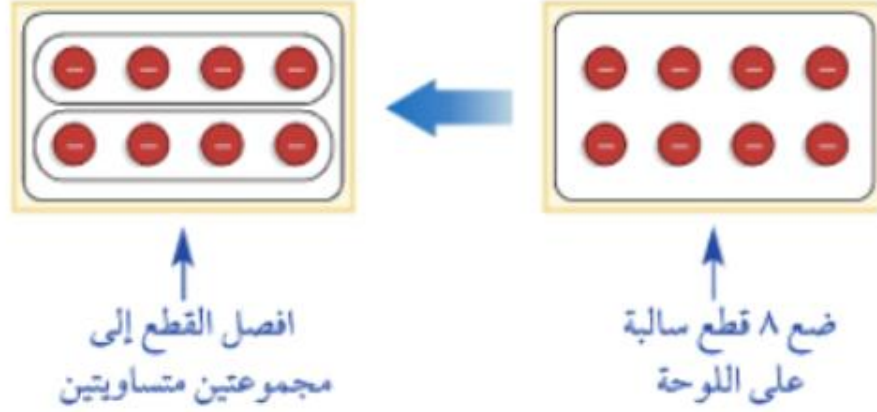 ضع ٨ قطع سالبة
على اللوحة
افصل القطع إلى
مجموعتين متساويتين